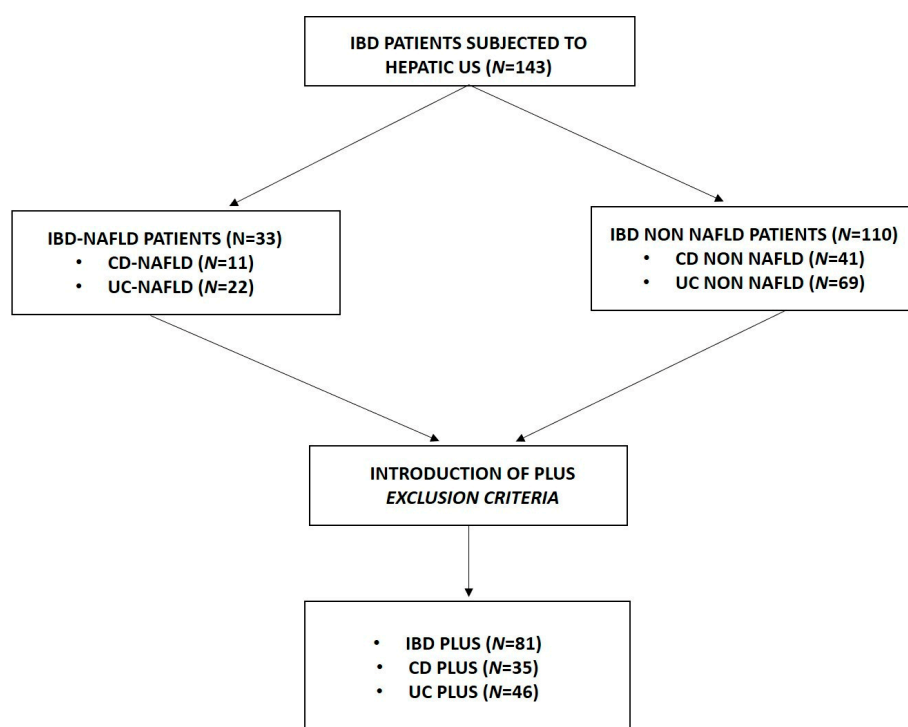 IBD PATIENTS SUBJECTED TO
HEPATIC US (N=143)
IBD-NAFLD PATIENTS (N=33)
• CD-NAFLD (N=11)
• UC-NAFLD (N=22)
IBD NON NAFLD PATIENTS (N=110)
• CD NON NAFLD (N=41)
• UC NON NAFLD (N=69)
INTRODUCTION OF PLUS
EXCLUSION CRITERIA
• IBD PLUS (N=81)
• CD PLUS (N=35)
• UC PLUS (N=46)